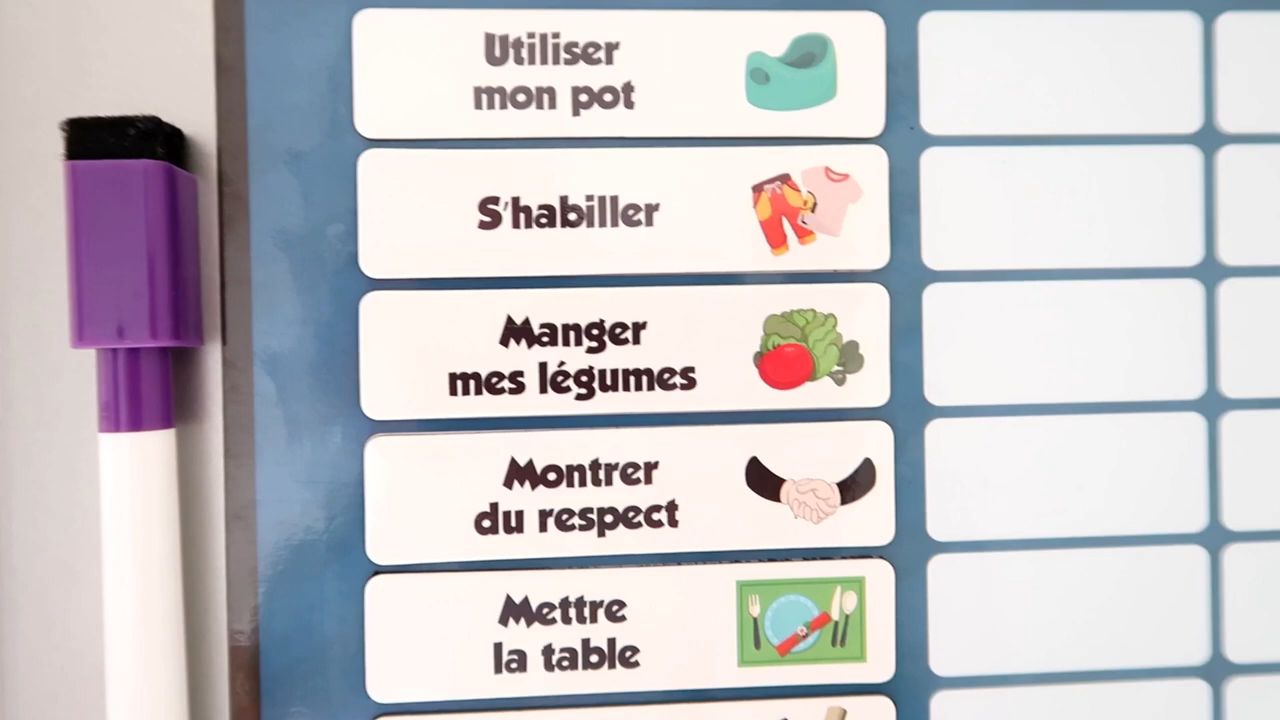 Utiliser
mon pot
S'habiller
Manger
mes légumes
Montrer
du respect
Mettre
la table